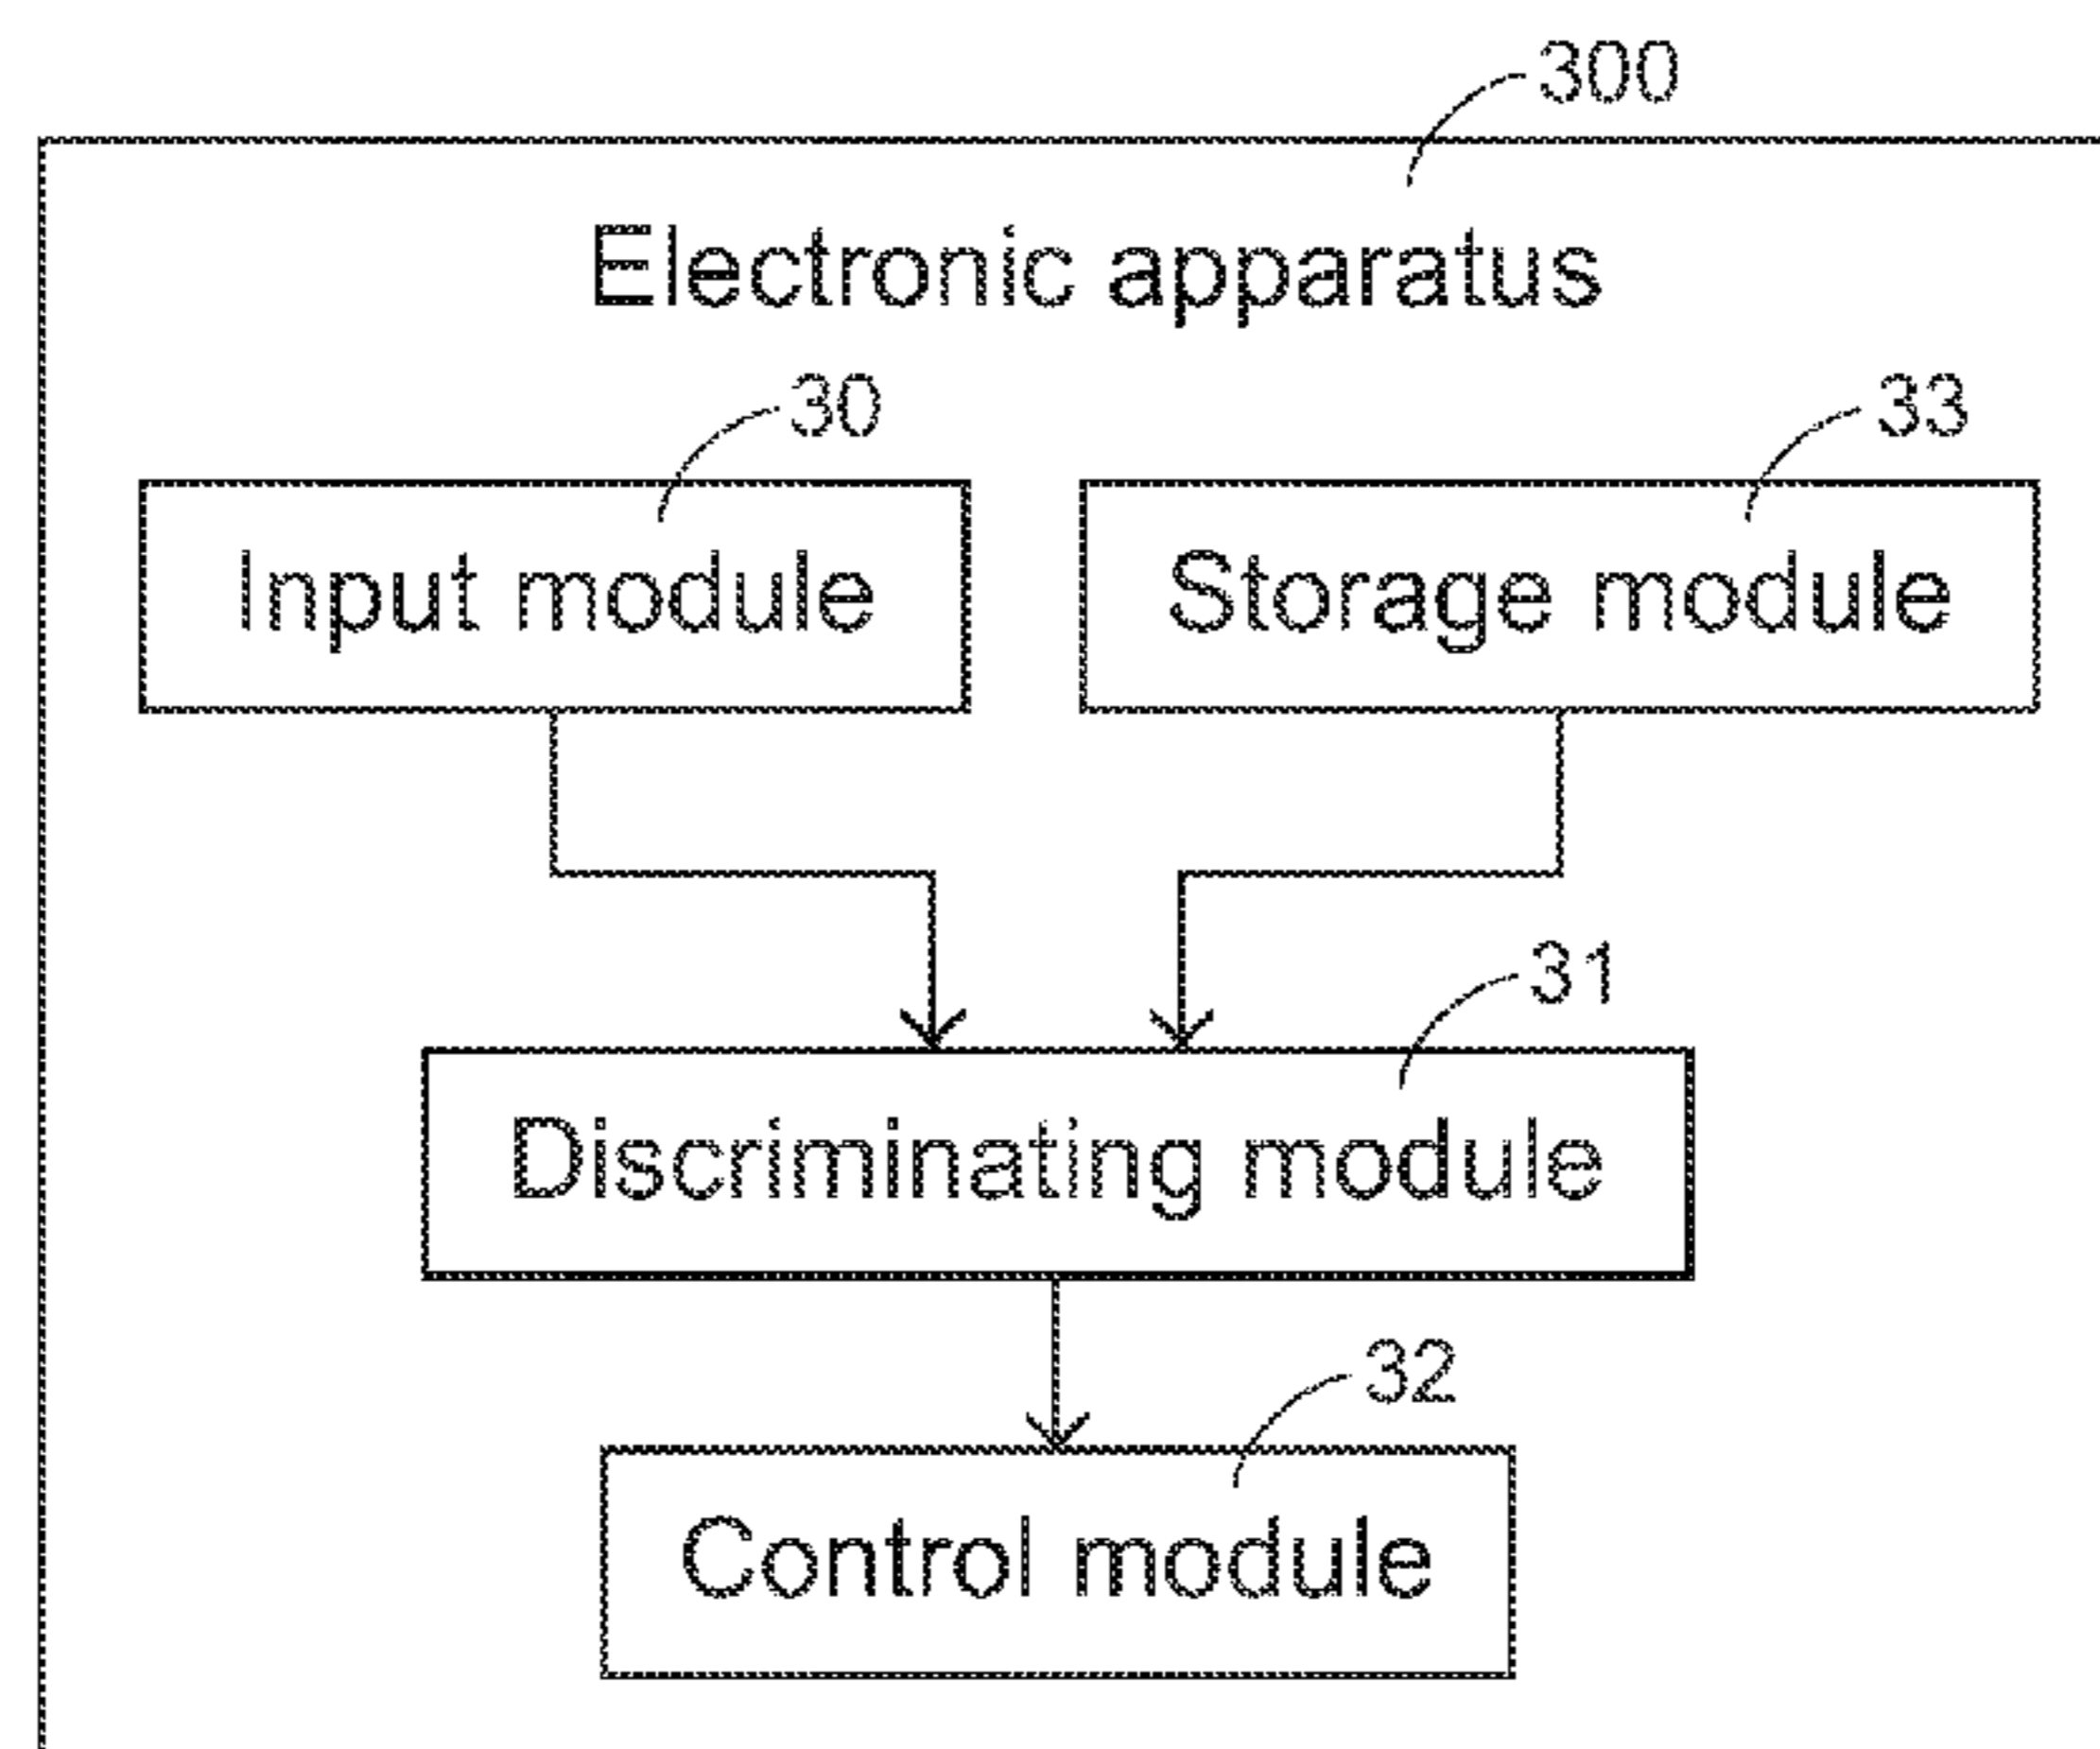 300
Electronic apparatus
30
33
Input module
Storage module
31
Discriminating module
32
Control module